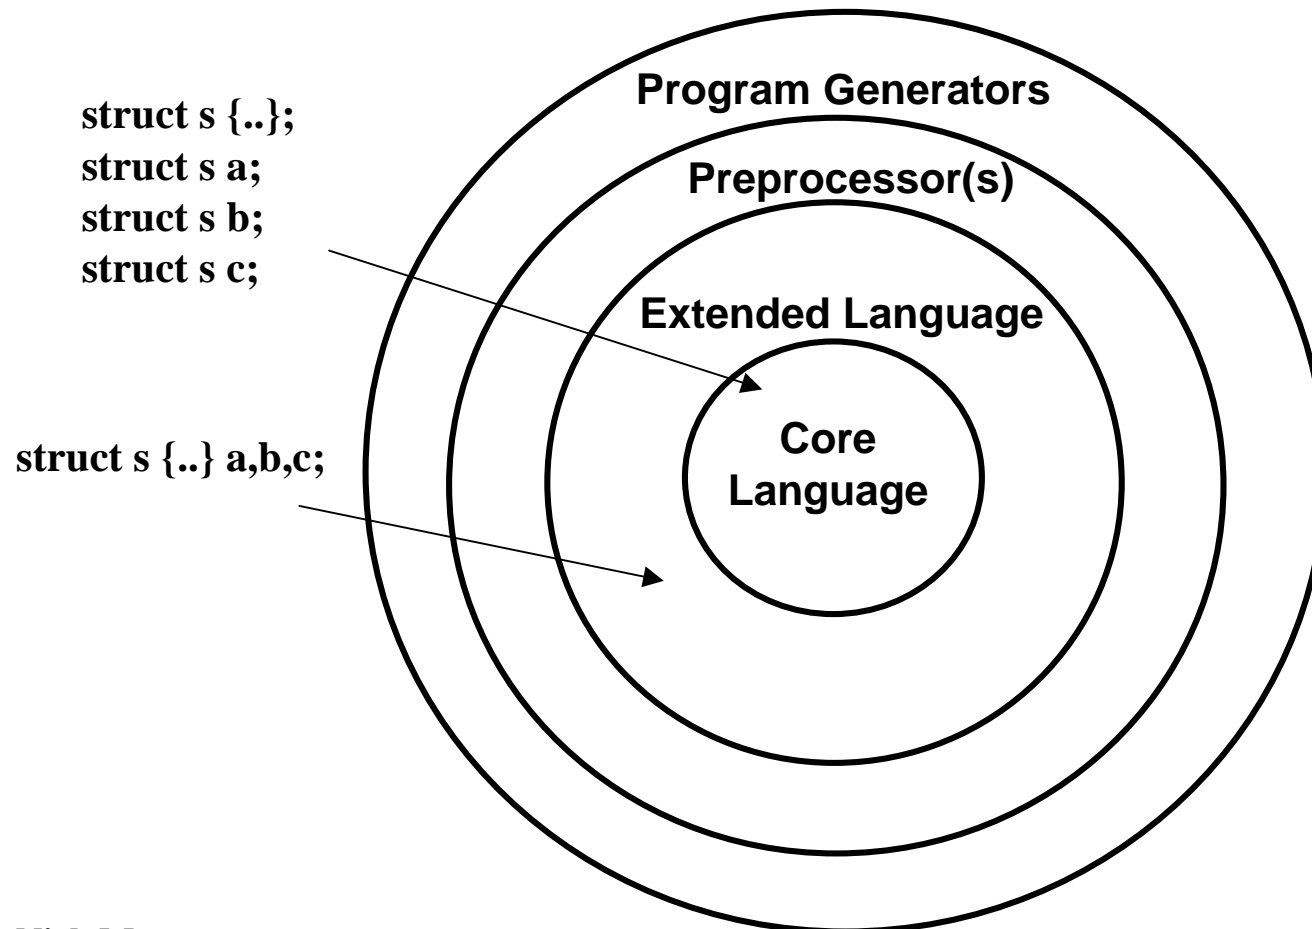 Program Generators
struct s {..};
struct s a;
struct s b;
struct s c;
Preprocessor(s)
Extended Language
Core
Language
struct s {..} a,b,c;